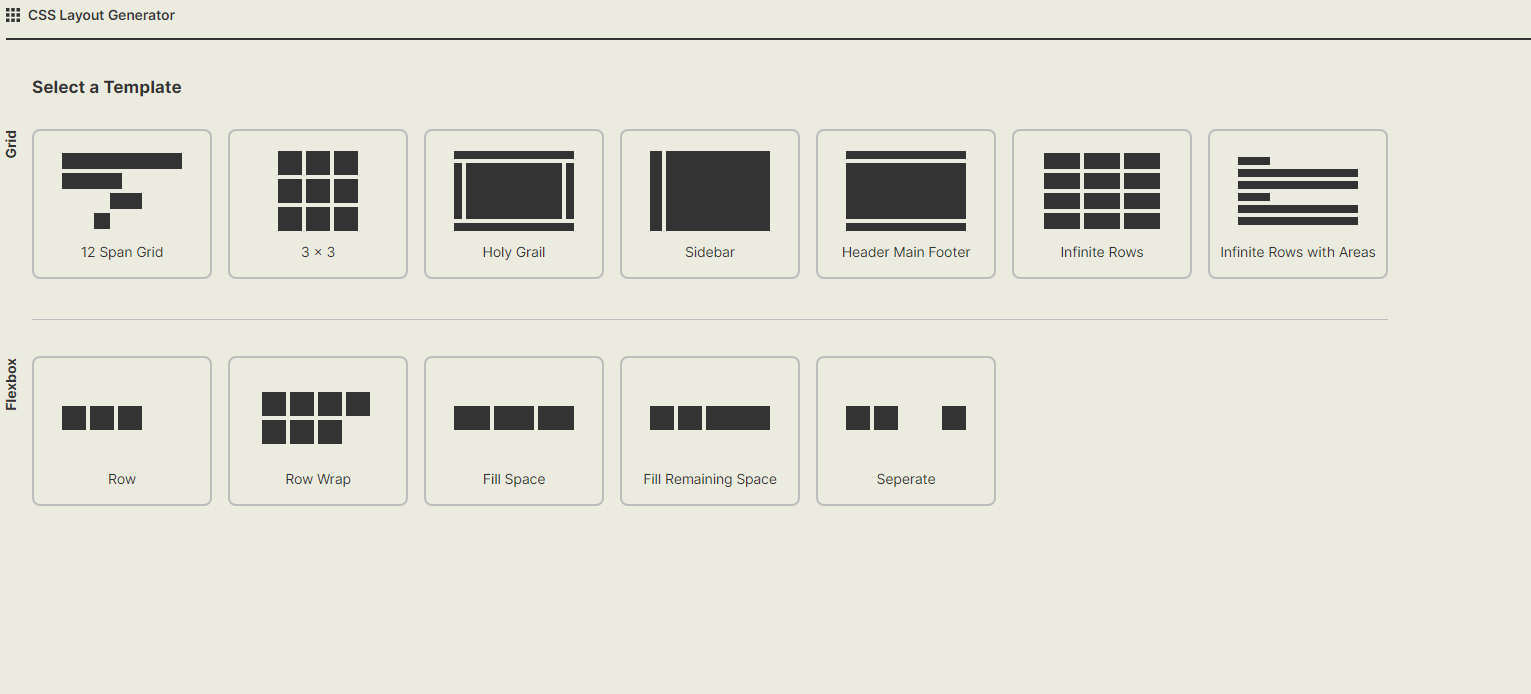 CSS Layout Generator
Select a Template
Grid
12 Span Grid
3 × 3
Holy Grail
Sidebar
Header Main Footer
Infinite Rows
Infinite Rows with Areas
Flexbox
Row
Row Wrap
Fill Space
Fill Remaining Space
Seperate